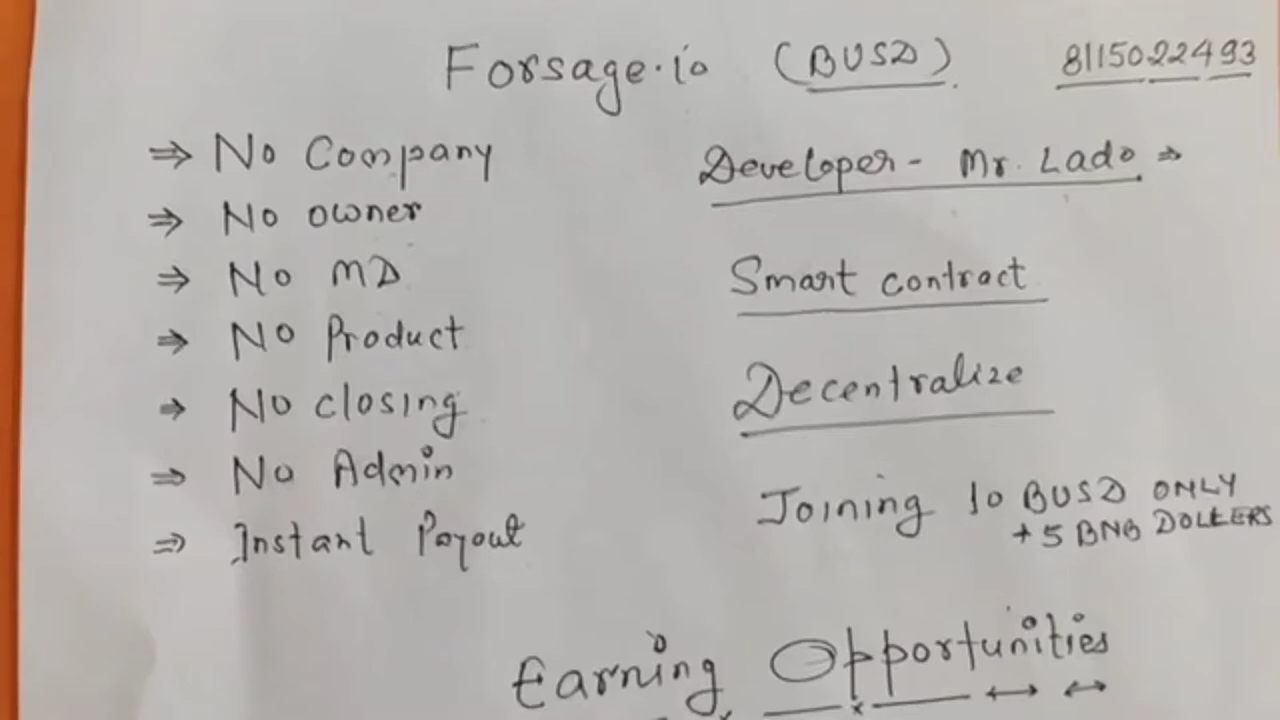 Forsage.io (BUSD) 8115022493
⇒ No Company
Developer - Mr. Lado ⇒
⇒ No owner
⇒ No MD
Smart contract
⇒ No Product
⇒ No closing
Decentralize
⇒ No Admin
Joining 10 BUSD ONLY
+ 5 BNB DOLLERS
⇒ Instant Payout
Earning Opportunities